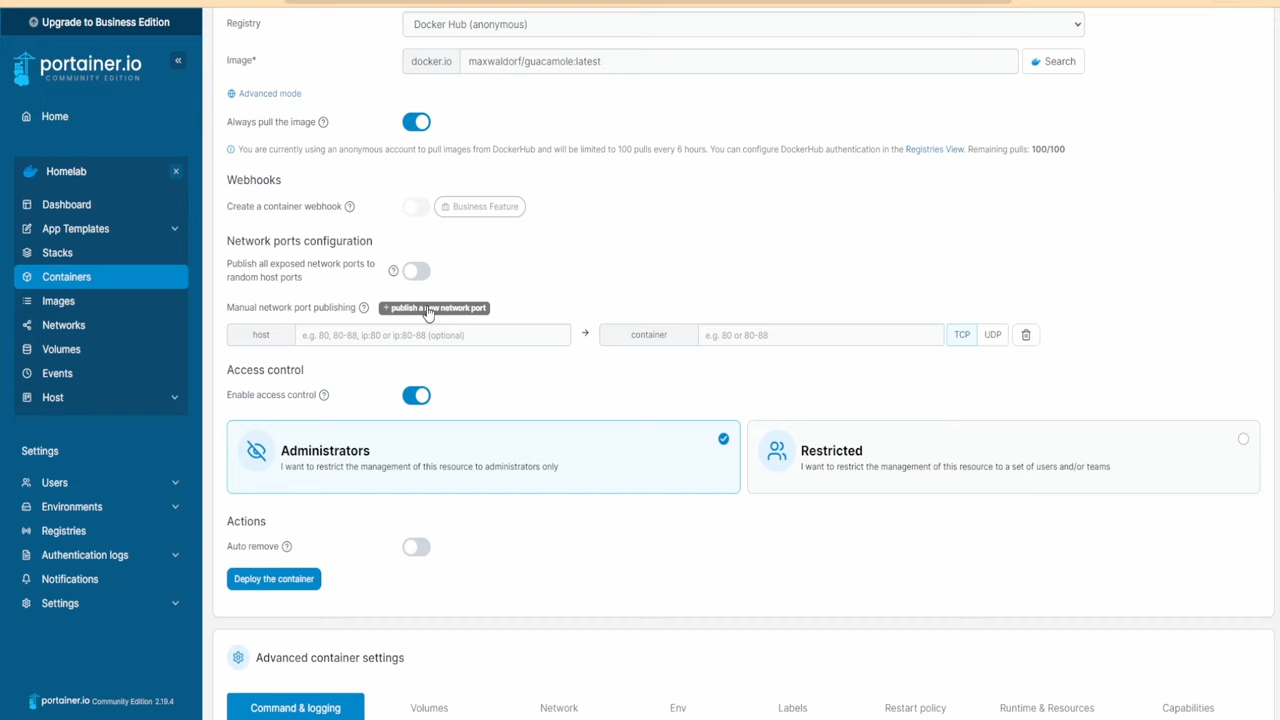 Upgrade to Business Edition
portainer.io
COMMUNITY EDITION
Home
Homelab
Dashboard
App Templates
Stacks
Containers
Images
Networks
Volumes
Events
Host
Settings
Users
Environments
Registries
Authentication logs
Notifications
Settings
portainer.io Community Edition 2.19.4
Registry
Docker Hub (anonymous)
Image*
docker.io
maxwaldorf/guacamole:latest
Search
Advanced mode
Always pull the image
You are currently using an anonymous account to pull images from DockerHub and will be limited to 100 pulls every 6 hours. You can configure DockerHub authentication in the Registries View. Remaining pulls: 100/100
Webhooks
Create a container webhook
Business Feature
Network ports configuration
Publish all exposed network ports to
random host ports
Manual network port publishing
+ publish a new network port
host
e.g. 80, 80-88, ip:80 or ip:80-88 (optional)
container
e.g. 80 or 80-88
TCP
UDP
Access control
Enable access control
Administrators
I want to restrict the management of this resource to administrators only
Restricted
I want to restrict the management of this resource to a set of users and/or teams
Actions
Auto remove
Deploy the container
Advanced container settings
Command & logging
Volumes
Network
Env
Labels
Restart policy
Runtime & Resources
Capabilities